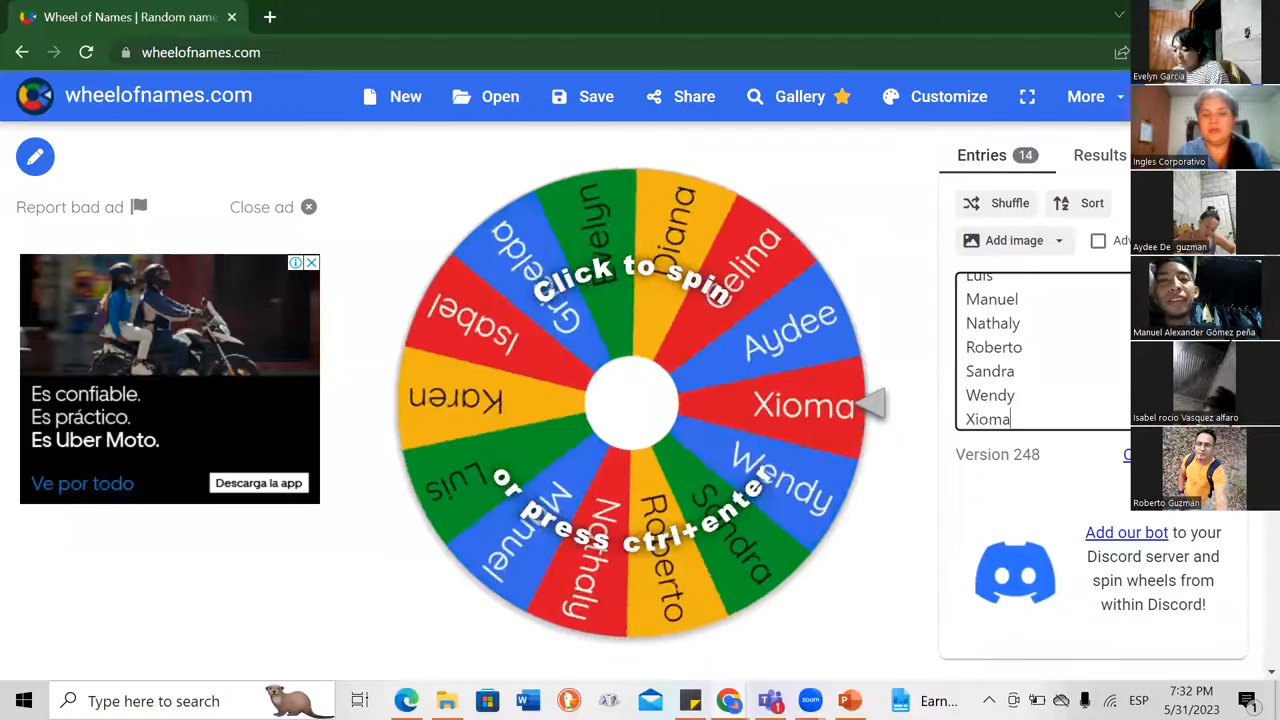 Wheel of Names | Random name
wheelofnames.com
wheelofnames.com
New
Open
Save
Share
Gallery
Customize
More
Report bad ad
Close ad
Es confiable.
Es práctico.
Es Uber Moto.
Ve por todo
Descarga la app
Click to spin
or press ctrl+enter
Evelyn
Diana
Celina
Aydee
Xioma
Wendy
Sandra
Roberto
Nathaly
Manuel
Luis
Karen
Isabel
Griselda
Entries 14
Results
Shuffle
Sort
Add image
Adv
Luis
Manuel
Nathaly
Roberto
Sandra
Wendy
Xioma
Version 248
C
Add our bot to your
Discord server and
spin wheels from
within Discord!
Evelyn Garcia
Ingles Corporativo
Aydee De guzman
Manuel Alexander Gómez peña
Isabel rocio Vasquez alfaro
Roberto Guzmán
Type here to search
Earn...
ESP
7:32 PM
5/31/2023